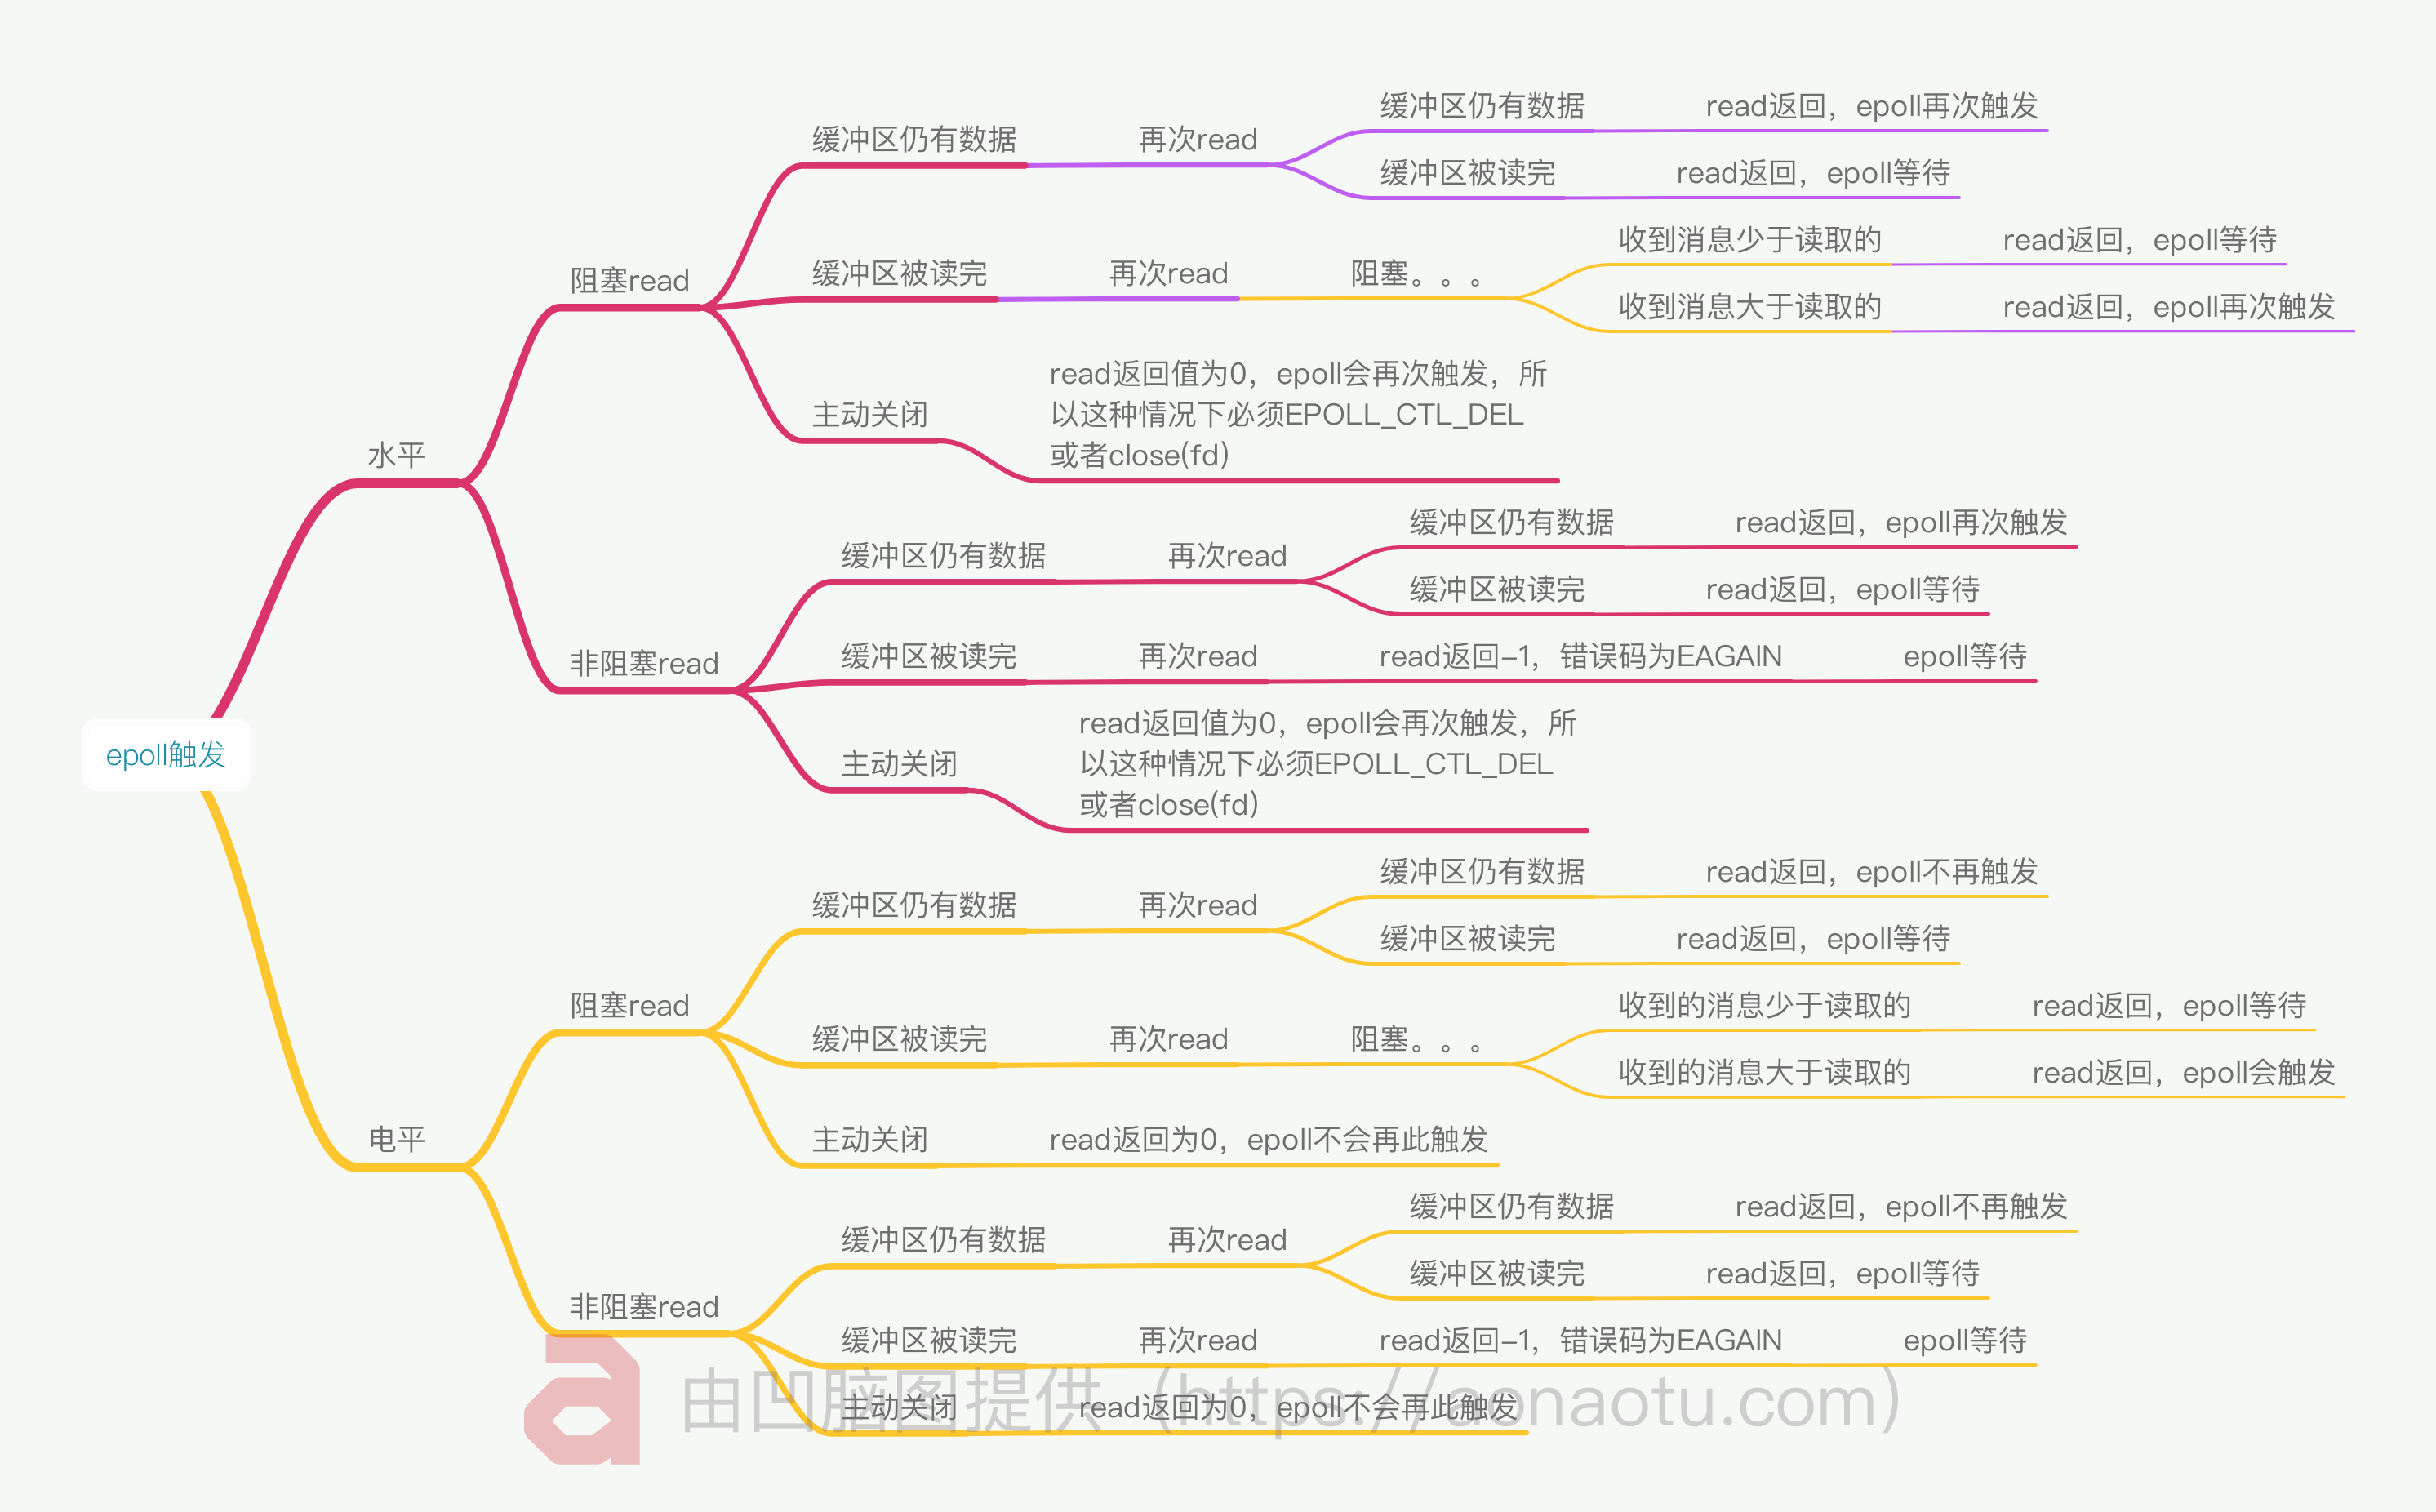 epoll触发
水平
阻塞read
缓冲区仍有数据
再次read
缓冲区仍有数据
read返回，epoll再次触发
缓冲区被读完
read返回，epoll等待
缓冲区被读完
再次read
阻塞。。。
收到消息少于读取的
read返回，epoll等待
收到消息大于读取的
read返回，epoll再次触发
主动关闭
read返回值为0，epoll会再次触发，所
以这种情况下必须EPOLL_CTL_DEL
或者close(fd)
非阻塞read
缓冲区仍有数据
再次read
缓冲区仍有数据
read返回，epoll再次触发
缓冲区被读完
read返回，epoll等待
缓冲区被读完
再次read
read返回-1，错误码为EAGAIN
epoll等待
主动关闭
read返回值为0，epoll会再次触发，所
以这种情况下必须EPOLL_CTL_DEL
或者close(fd)
电平
阻塞read
缓冲区仍有数据
再次read
缓冲区仍有数据
read返回，epoll不再触发
缓冲区被读完
read返回，epoll等待
缓冲区被读完
再次read
阻塞。。。
收到的消息少于读取的
read返回，epoll等待
收到的消息大于读取的
read返回，epoll会触发
主动关闭
read返回为0，epoll不会再此触发
非阻塞read
缓冲区仍有数据
再次read
缓冲区仍有数据
read返回，epoll不再触发
缓冲区被读完
read返回，epoll等待
缓冲区被读完
再次read
read返回-1，错误码为EAGAIN
epoll等待
主动关闭
read返回为0，epoll不会再此触发
由凹脑图提供（https://aonaotu.com）